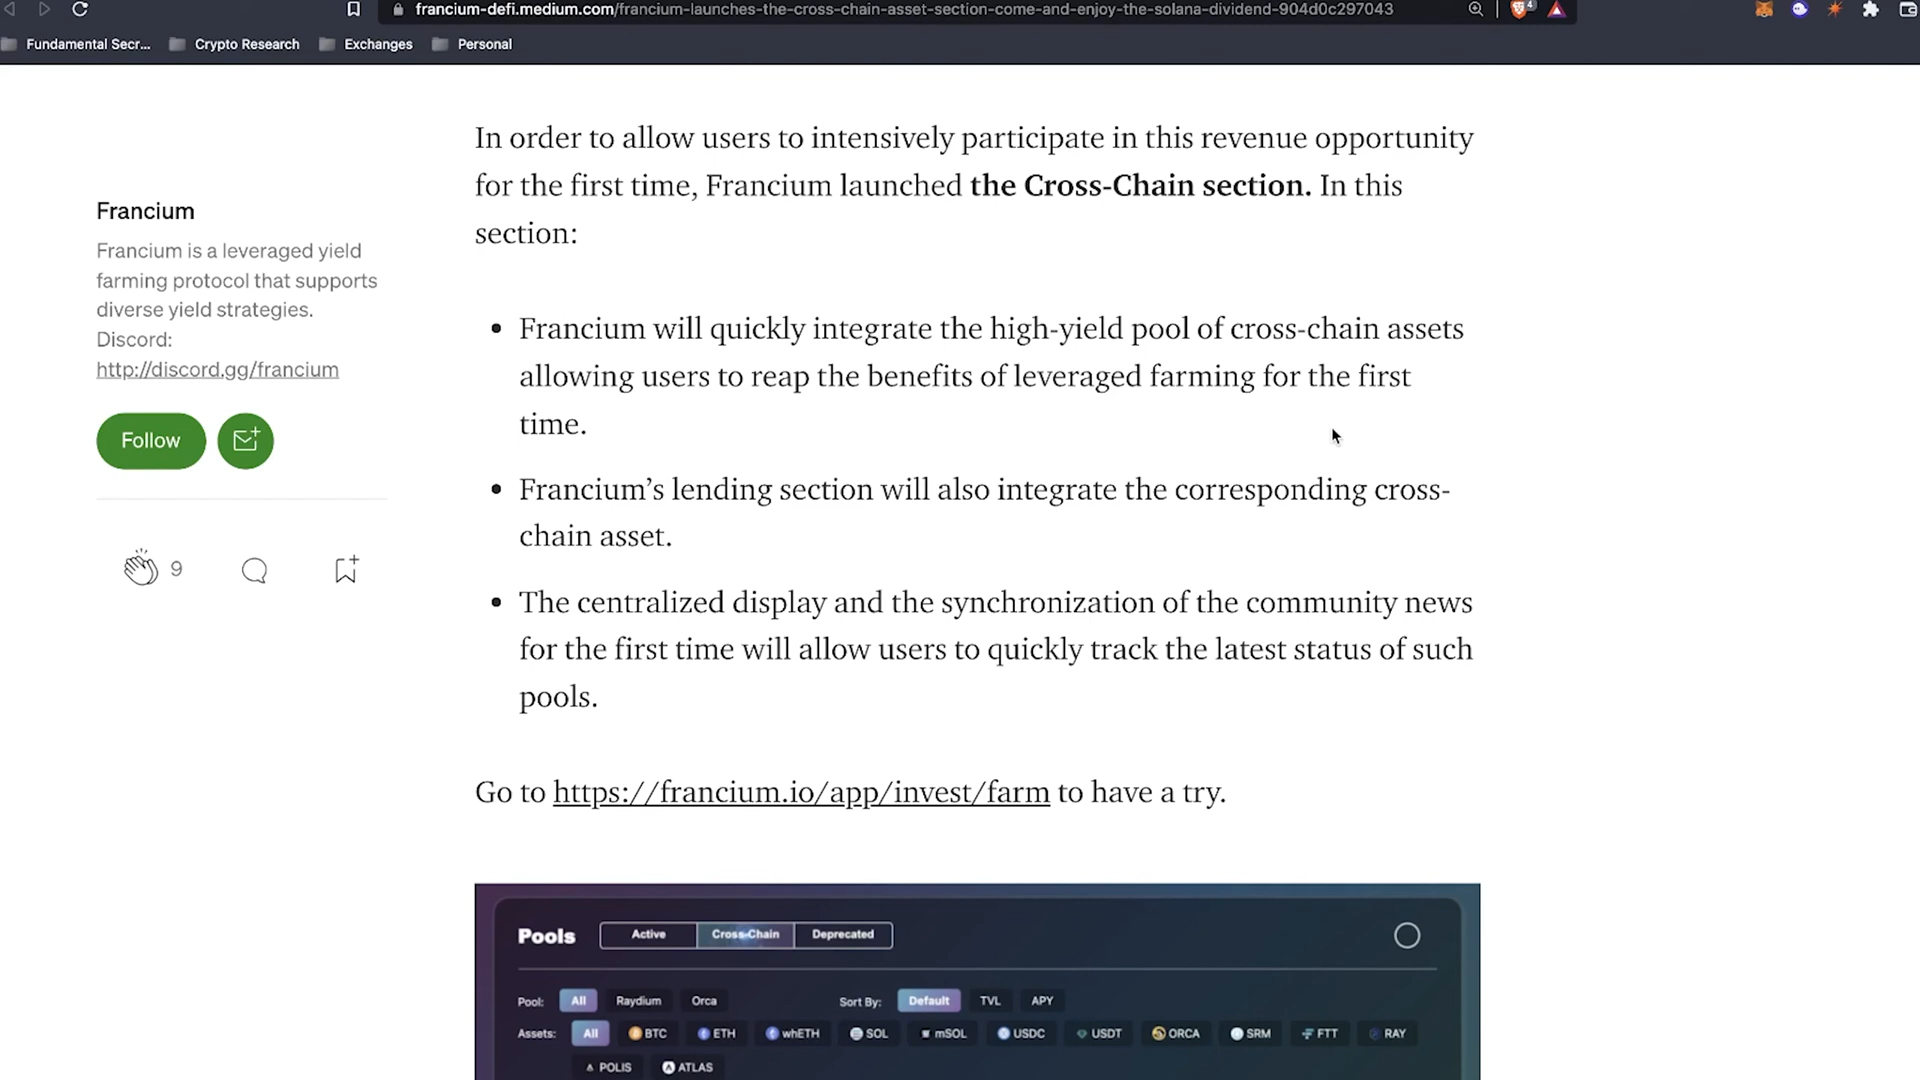 francium-defi.medium.com/francium-launches-the-cross-chain-asset-section-come-and-enjoy-the-solana-dividend-904d0c297043
4
Fundamental Secr...
Crypto Research
Exchanges
Personal
Francium
Francium is a leveraged yield
farming protocol that supports
diverse yield strategies.
Discord:
http://discord.gg/francium
Follow
9
In order to allow users to intensively participate in this revenue opportunity
for the first time, Francium launched the Cross-Chain section. In this
section:
• Francium will quickly integrate the high-yield pool of cross-chain assets
allowing users to reap the benefits of leveraged farming for the first
time.
• Francium’s lending section will also integrate the corresponding cross-
chain asset.
• The centralized display and the synchronization of the community news
for the first time will allow users to quickly track the latest status of such
pools.
Go to https://francium.io/app/invest/farm to have a try.
Pools Active Cross-Chain Deprecated
Pool: All Raydium Orca Sort By: Default TVL APY
Assets: All BTC ETH whETH SOL mSOL USDC USDT ORCA SRM FTT RAY
POLIS ATLAS